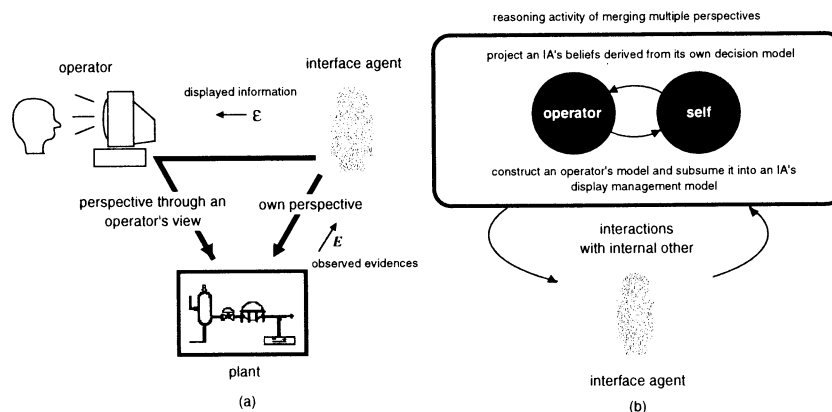 operator
interface agent
displayed information
ε
perspective through an
operator's view
own perspective
E
observed evidences
plant
(a)
reasoning activity of merging multiple perspectives
project an IA's beliefs derived from its own decision model
operator
self
construct an operator's model and subsume it into an IA's
display management model
interactions
with internal other
interface agent
(b)